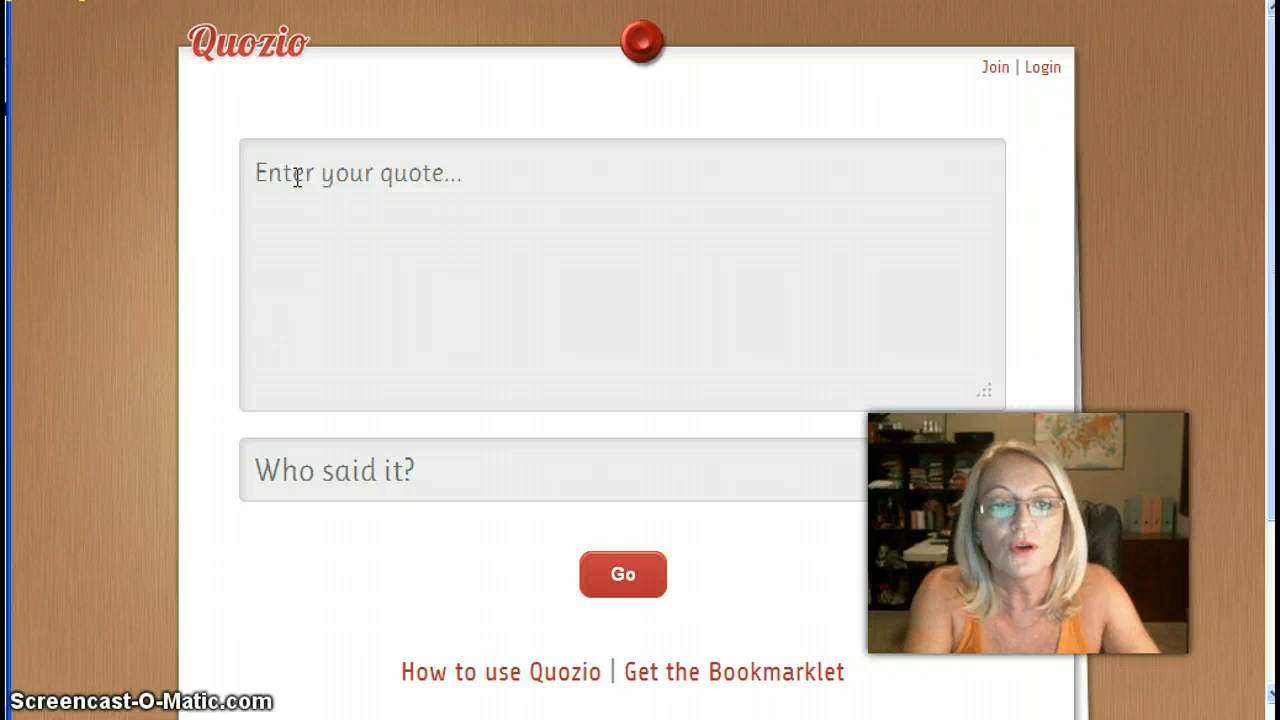 Quozio
Join | Login
Enter your quote...
Who said it?
Go
How to use Quozio | Get the Bookmarklet
Screencast-O-Matic.com